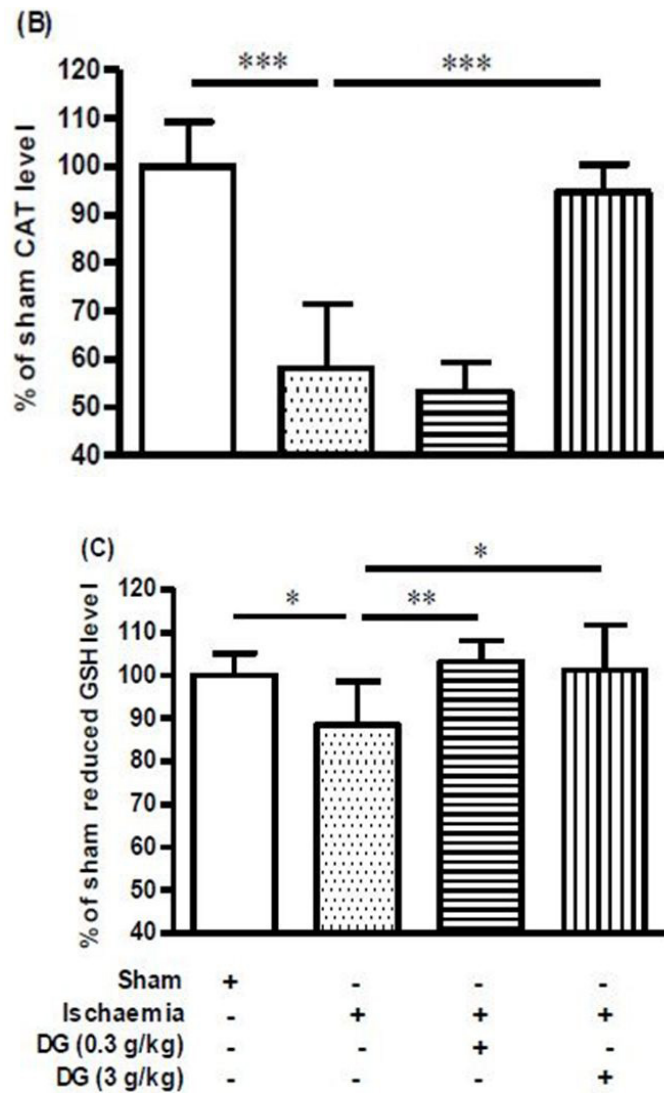 (B)
*** ***
120
110
100
90
80
70
60
50
40
% of sham CAT level
(C)
*
* **
120
110
100
90
80
70
60
50
40
% of sham reduced GSH level
Sham + - - -
Ischaemia - + + +
DG (0.3 g/kg) - - + -
DG (3 g/kg) - - - +